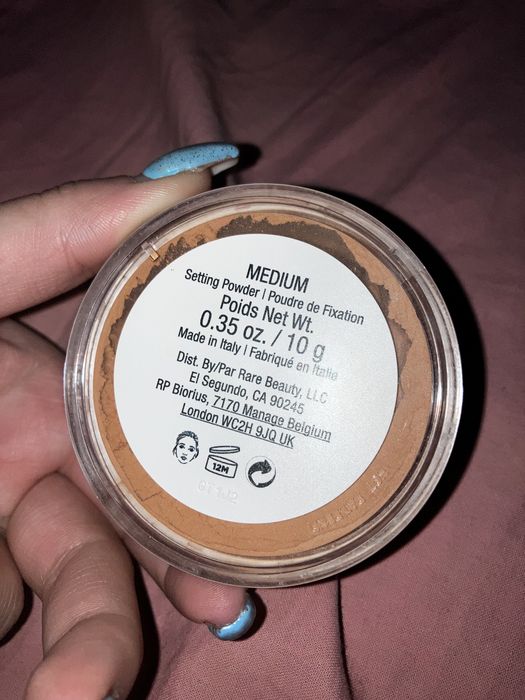 MEDIUM
Setting Powder | Poudre de Fixation
Poids Net Wt.
0.35 oz. / 10 g
Made in Italy | Fabriqué en Italie
Dist. By/Par Rare Beauty, LLC
El Segundo, CA 90245
RP Biorius, 7170 Manage Belgium
London WC2H 9JQ UK
12M